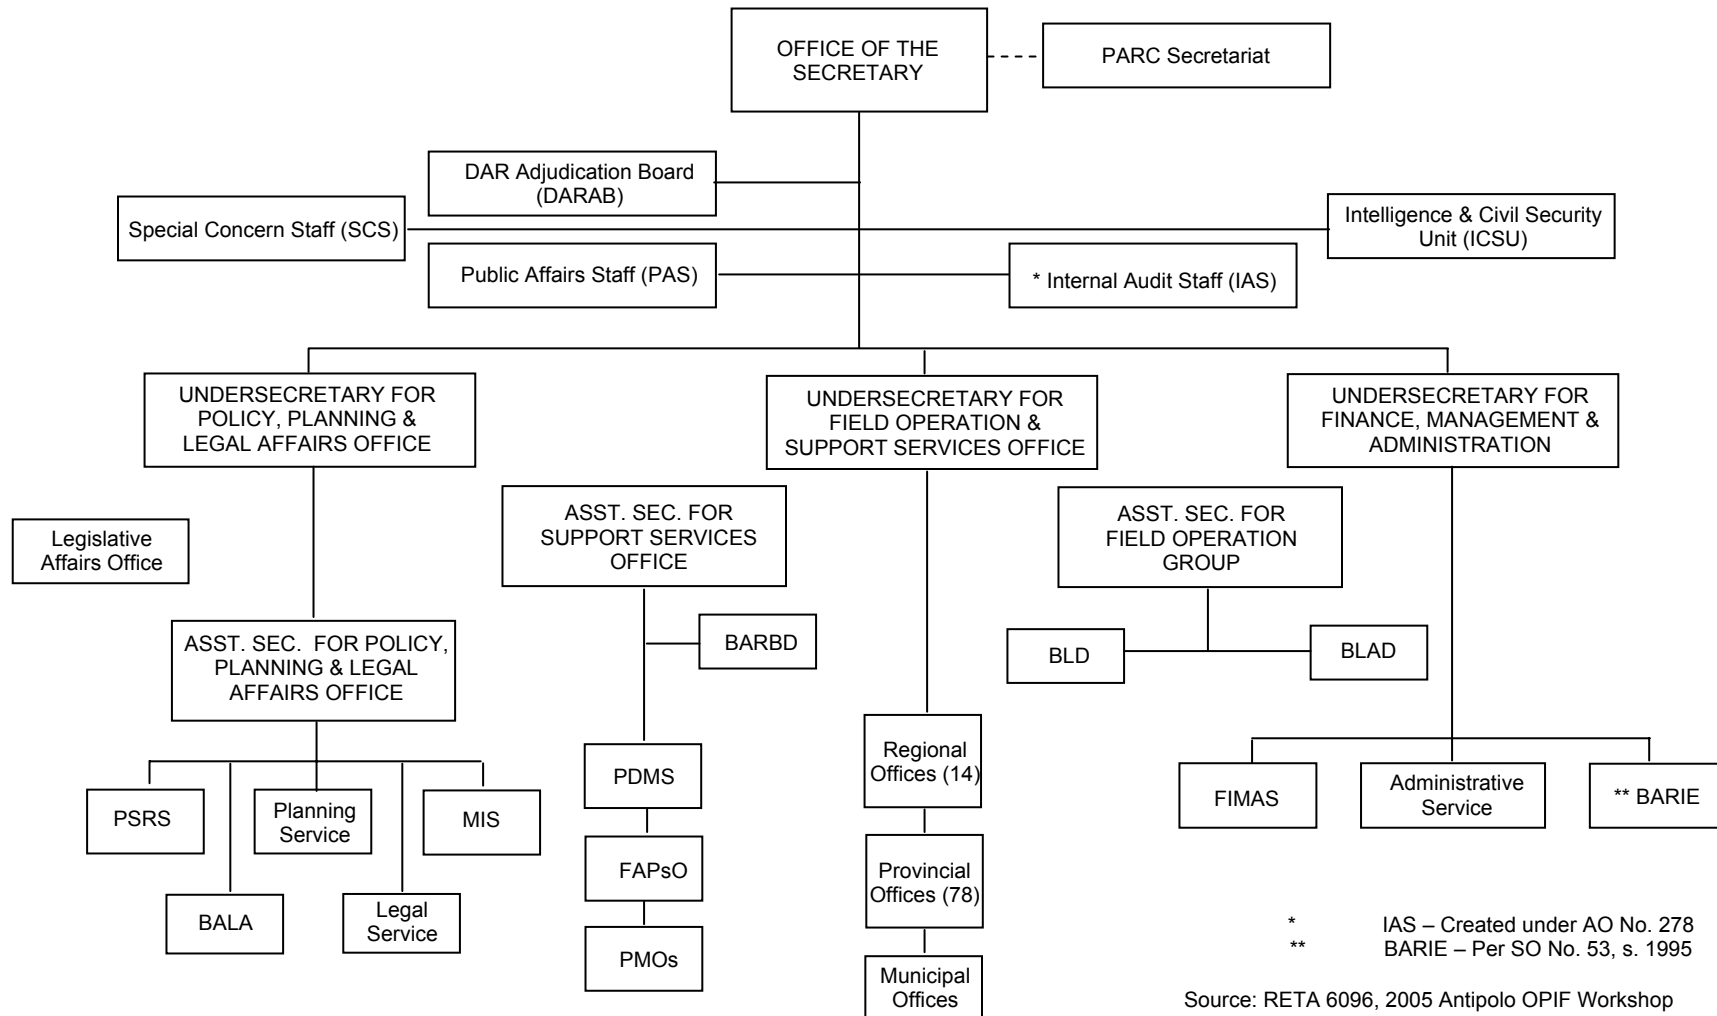 OFFICE OF THE
SECRETARY
PARC Secretariat
DAR Adjudication Board
(DARAB)
Special Concern Staff (SCS)
Intelligence & Civil Security
Unit (ICSU)
Public Affairs Staff (PAS)
* Internal Audit Staff (IAS)
UNDERSECRETARY FOR
POLICY, PLANNING &
LEGAL AFFAIRS OFFICE
UNDERSECRETARY FOR
FIELD OPERATION &
SUPPORT SERVICES OFFICE
UNDERSECRETARY FOR
FINANCE, MANAGEMENT &
ADMINISTRATION
Legislative
Affairs Office
ASST. SEC. FOR
SUPPORT SERVICES
OFFICE
ASST. SEC. FOR
FIELD OPERATION
GROUP
ASST. SEC. FOR POLICY,
PLANNING & LEGAL
AFFAIRS OFFICE
BARBD
BLD
BLAD
PSRS
Planning
Service
MIS
BALA
Legal
Service
PDMS
FAPsO
PMOs
Regional
Offices (14)
Provincial
Offices (78)
Municipal
Offices
FIMAS
Administrative
Service
** BARIE
* IAS – Created under AO No. 278
** BARIE – Per SO No. 53, s. 1995
Source: RETA 6096, 2005 Antipolo OPIF Workshop